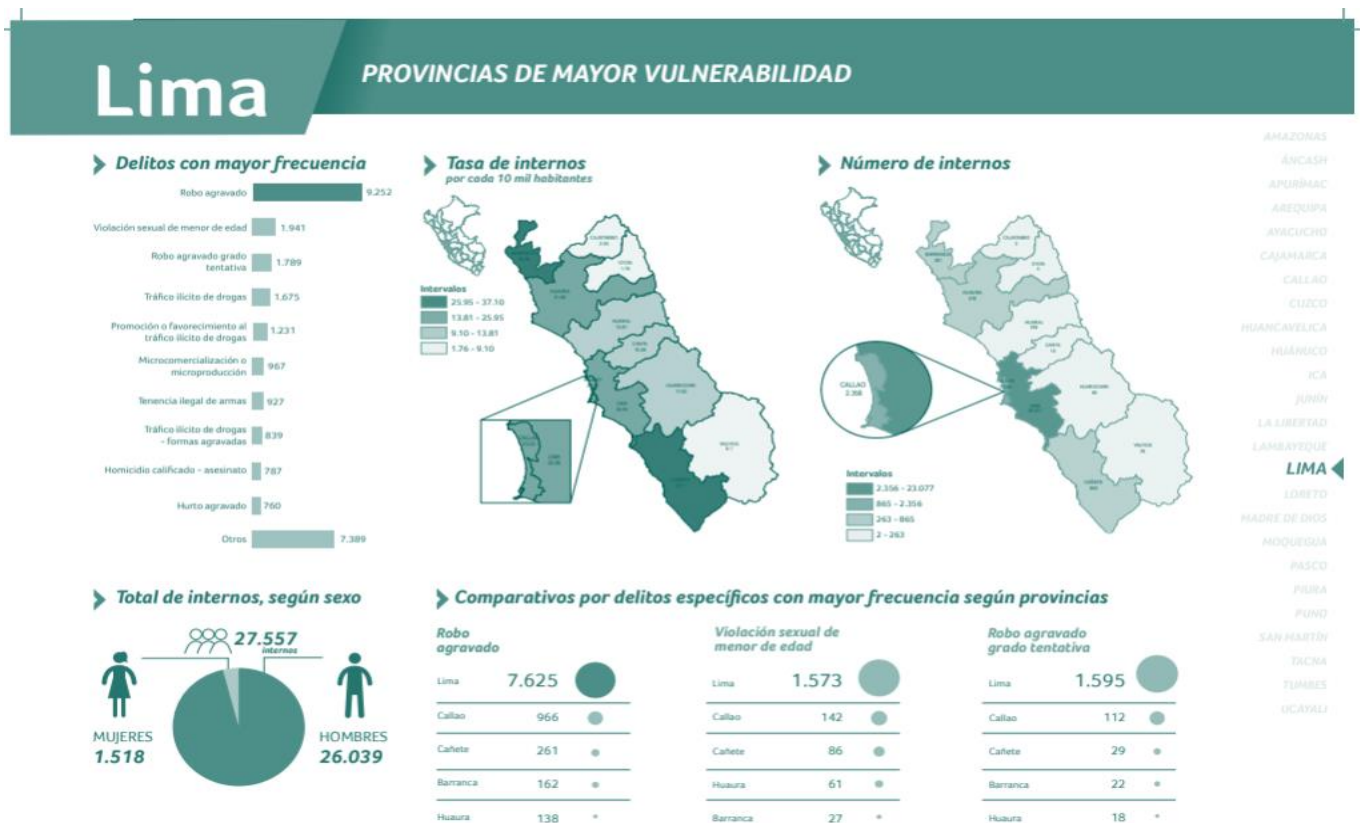 Lima
PROVINCIAS DE MAYOR VULNERABILIDAD
Delitos con mayor frecuencia
Robo agravado 9.252
Violación sexual de menor de edad 1.941
Robo agravado grado
tentativa 1.789
Tráfico ilícito de drogas 1.675
Promoción o favorecimiento al
tráfico ilícito de drogas 1.231
Microcomercialización o
microproducción 967
Tenencia ilegal de armas 927
Tráfico ilícito de drogas
- formas agravadas 839
Homicidio calificado - asesinato 787
Hurto agravado 760
Otros 7.389
Tasa de internos
por cada 10 mil habitantes
Intervalos
25.95 - 37.10
13.81 - 25.95
9.10 - 13.81
1.76 - 9.10
Número de internos
CALLAO
2.356
Intervalos
2.356 - 23.077
865 - 2.356
263 - 865
2 - 263
AMAZONAS
ÁNCASH
APURÍMAC
AREQUIPA
AYACUCHO
CAJAMARCA
CALLAO
CUZCO
HUANCAVELICA
HUÁNUCO
ICA
JUNÍN
LA LIBERTAD
LAMBAYEQUE
LIMA
LORETO
MADRE DE DIOS
MOQUEGUA
PASCO
PIURA
PUNO
SAN MARTÍN
TACNA
TUMBES
UCAYALI
Total de internos, según sexo
27.557
internos
MUJERES
1.518
HOMBRES
26.039
Comparativos por delitos específicos con mayor frecuencia según provincias
Robo
agravado
Lima 7.625
Callao 966
Cañete 261
Barranca 162
Huaura 138
Violación sexual de
menor de edad
Lima 1.573
Callao 142
Cañete 86
Huaura 61
Barranca 27
Robo agravado
grado tentativa
Lima 1.595
Callao 112
Cañete 29
Barranca 22
Huaura 18